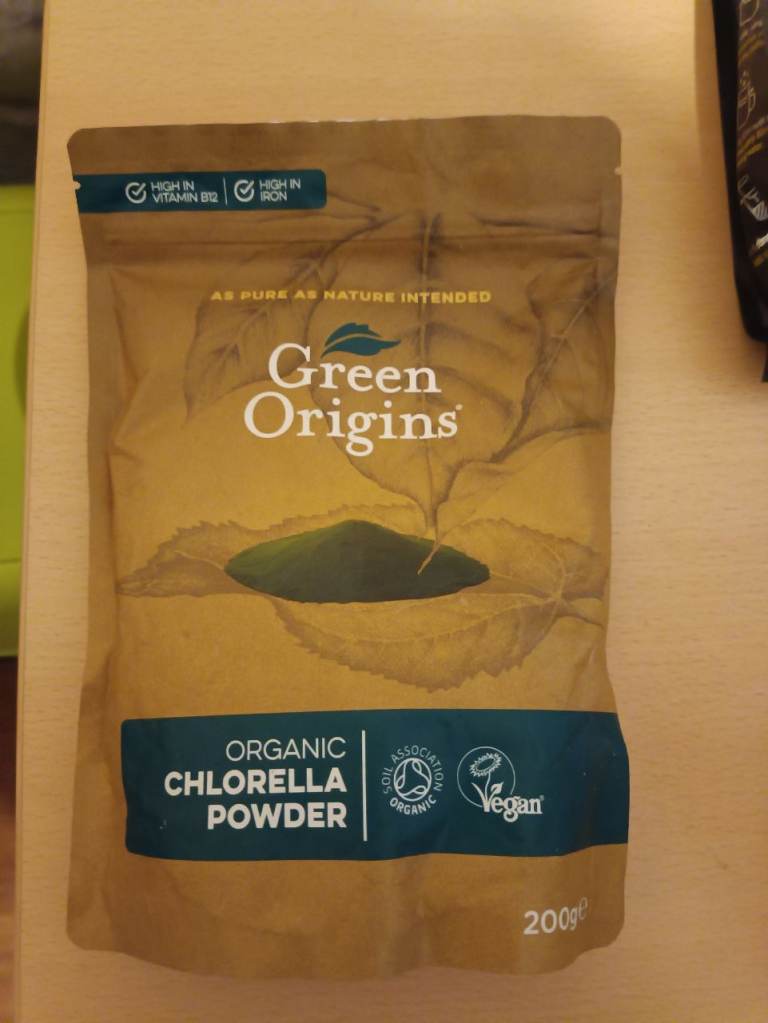 HIGH IN
VITAMIN B12
HIGH IN
IRON
AS PURE AS NATURE INTENDED
Green
Origins®
ORGANIC
CHLORELLA
POWDER
SOIL ASSOCIATION
ORGANIC
Vegan®
200g℮